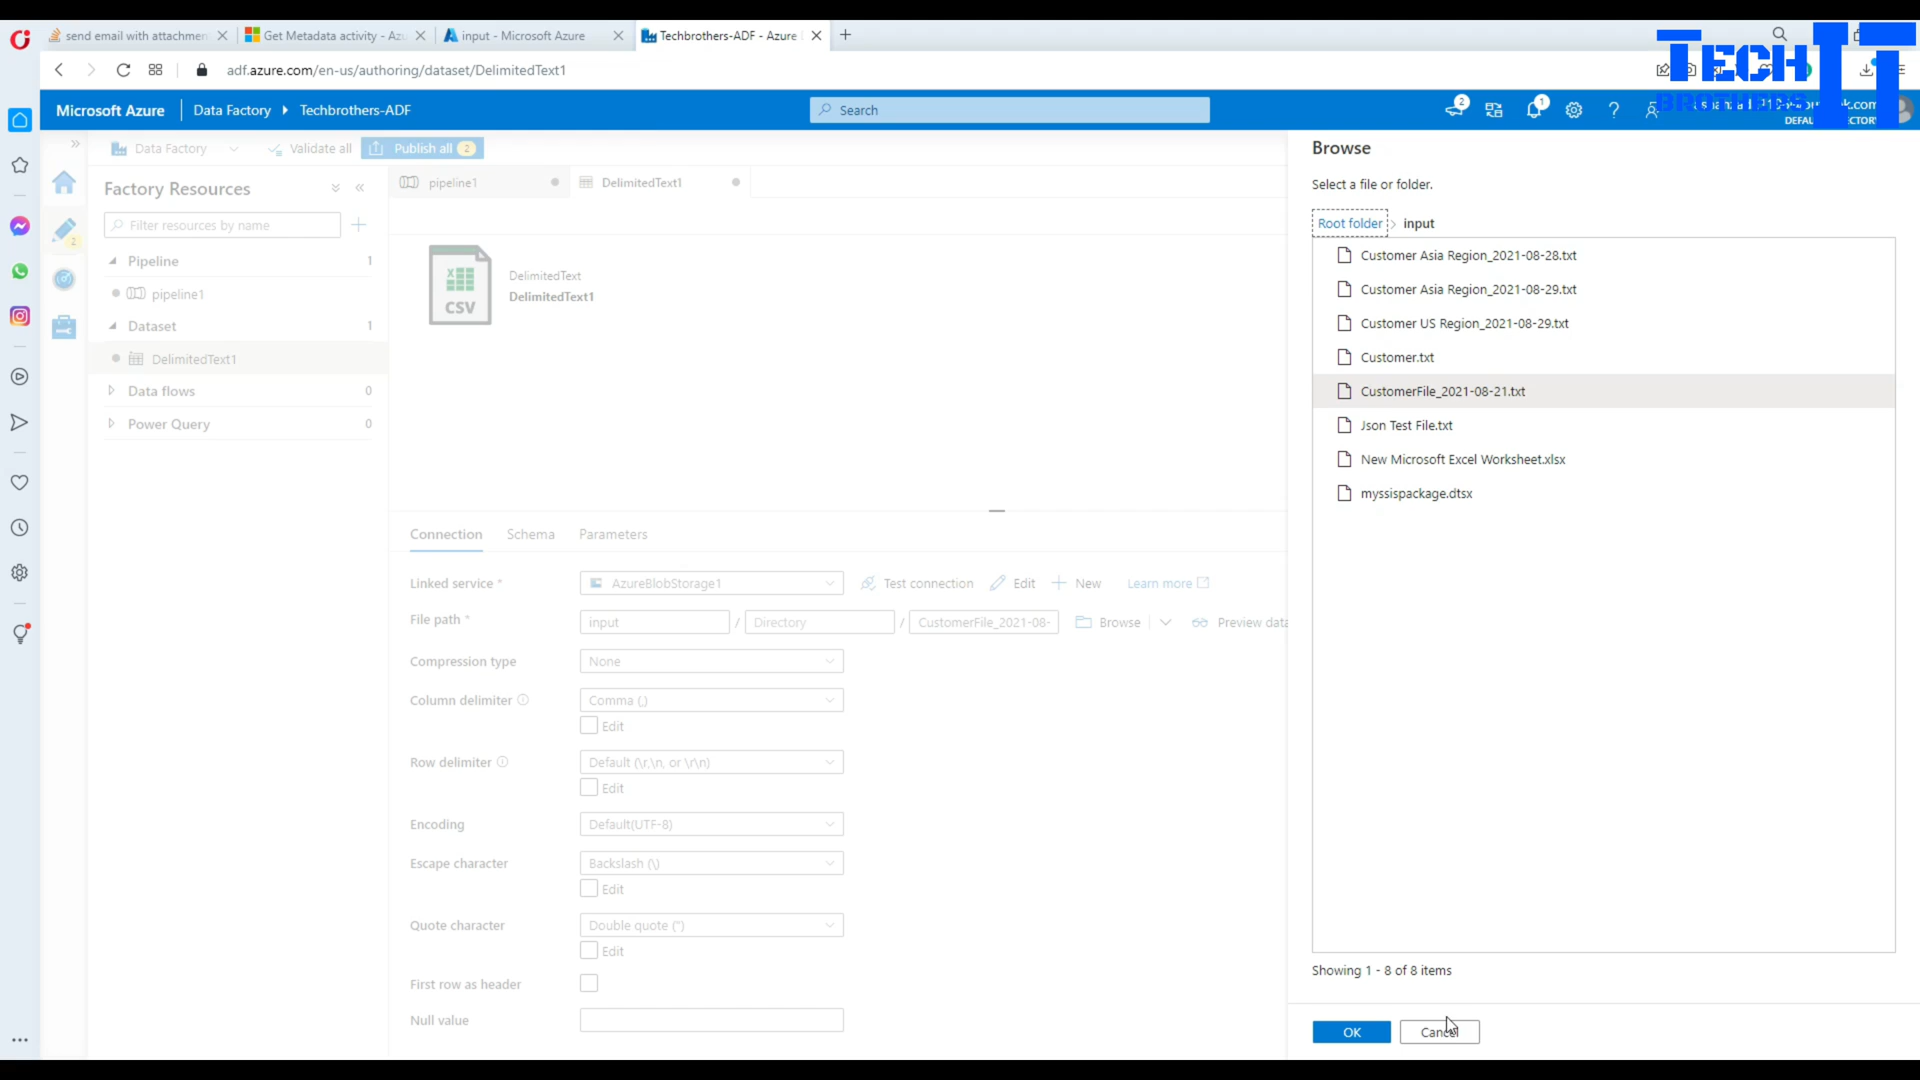 send email with attachmen
Get Metadata activity - Azu
input - Microsoft Azure
Techbrothers-ADF - Azure
adf.azure.com/en-us/authoring/dataset/DelimitedText1
TECH IT
BROTHERS
Microsoft Azure
Data Factory
Techbrothers-ADF
Search
2
1
DEFAU
Data Factory
Validate all
Publish all 2
Factory Resources
Filter resources by name
Pipeline 1
pipeline1
Dataset 1
DelimitedText1
Data flows 0
Power Query 0
2
pipeline1
DelimitedText1
CSV
DelimitedText
DelimitedText1
Connection
Schema
Parameters
Linked service *
AzureBlobStorage1
Test connection
Edit
New
Learn more
File path *
input / Directory / CustomerFile_2021-08-
Browse
Preview data
Compression type
None
Column delimiter
Comma (,)
Edit
Row delimiter
Default (\r,\n, or \r\n)
Edit
Encoding
Default(UTF-8)
Escape character
Backslash (\)
Edit
Quote character
Double quote (")
Edit
First row as header
Null value
Browse
Select a file or folder.
Root folder > input
Customer Asia Region_2021-08-28.txt
Customer Asia Region_2021-08-29.txt
Customer US Region_2021-08-29.txt
Customer.txt
CustomerFile_2021-08-21.txt
Json Test File.txt
New Microsoft Excel Worksheet.xlsx
myssispackage.dtsx
Showing 1 - 8 of 8 items
OK
Cancel